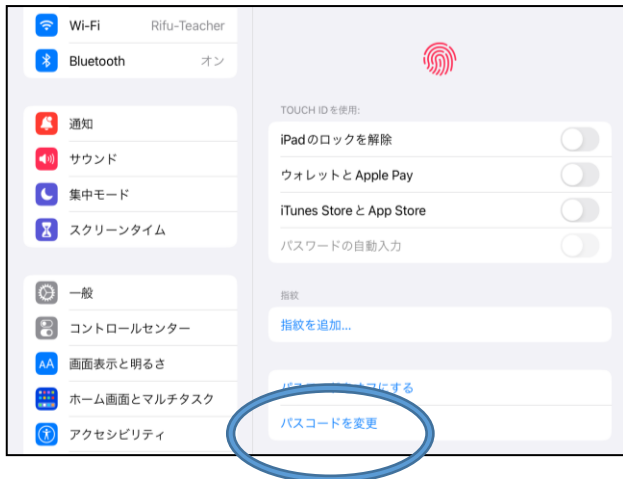 Wi-Fi Rifu-Teacher
Bluetooth オン
通知
サウンド
集中モード
スクリーンタイム
一般
コントロールセンター
画面表示と明るさ
ホーム画面とマルチタスク
アクセシビリティ
TOUCH IDを使用:
iPadのロックを解除
ウォレットとApple Pay
iTunes StoreとApp Store
パスワードの自動入力
指紋
指紋を追加...
にする
パスコードを変更